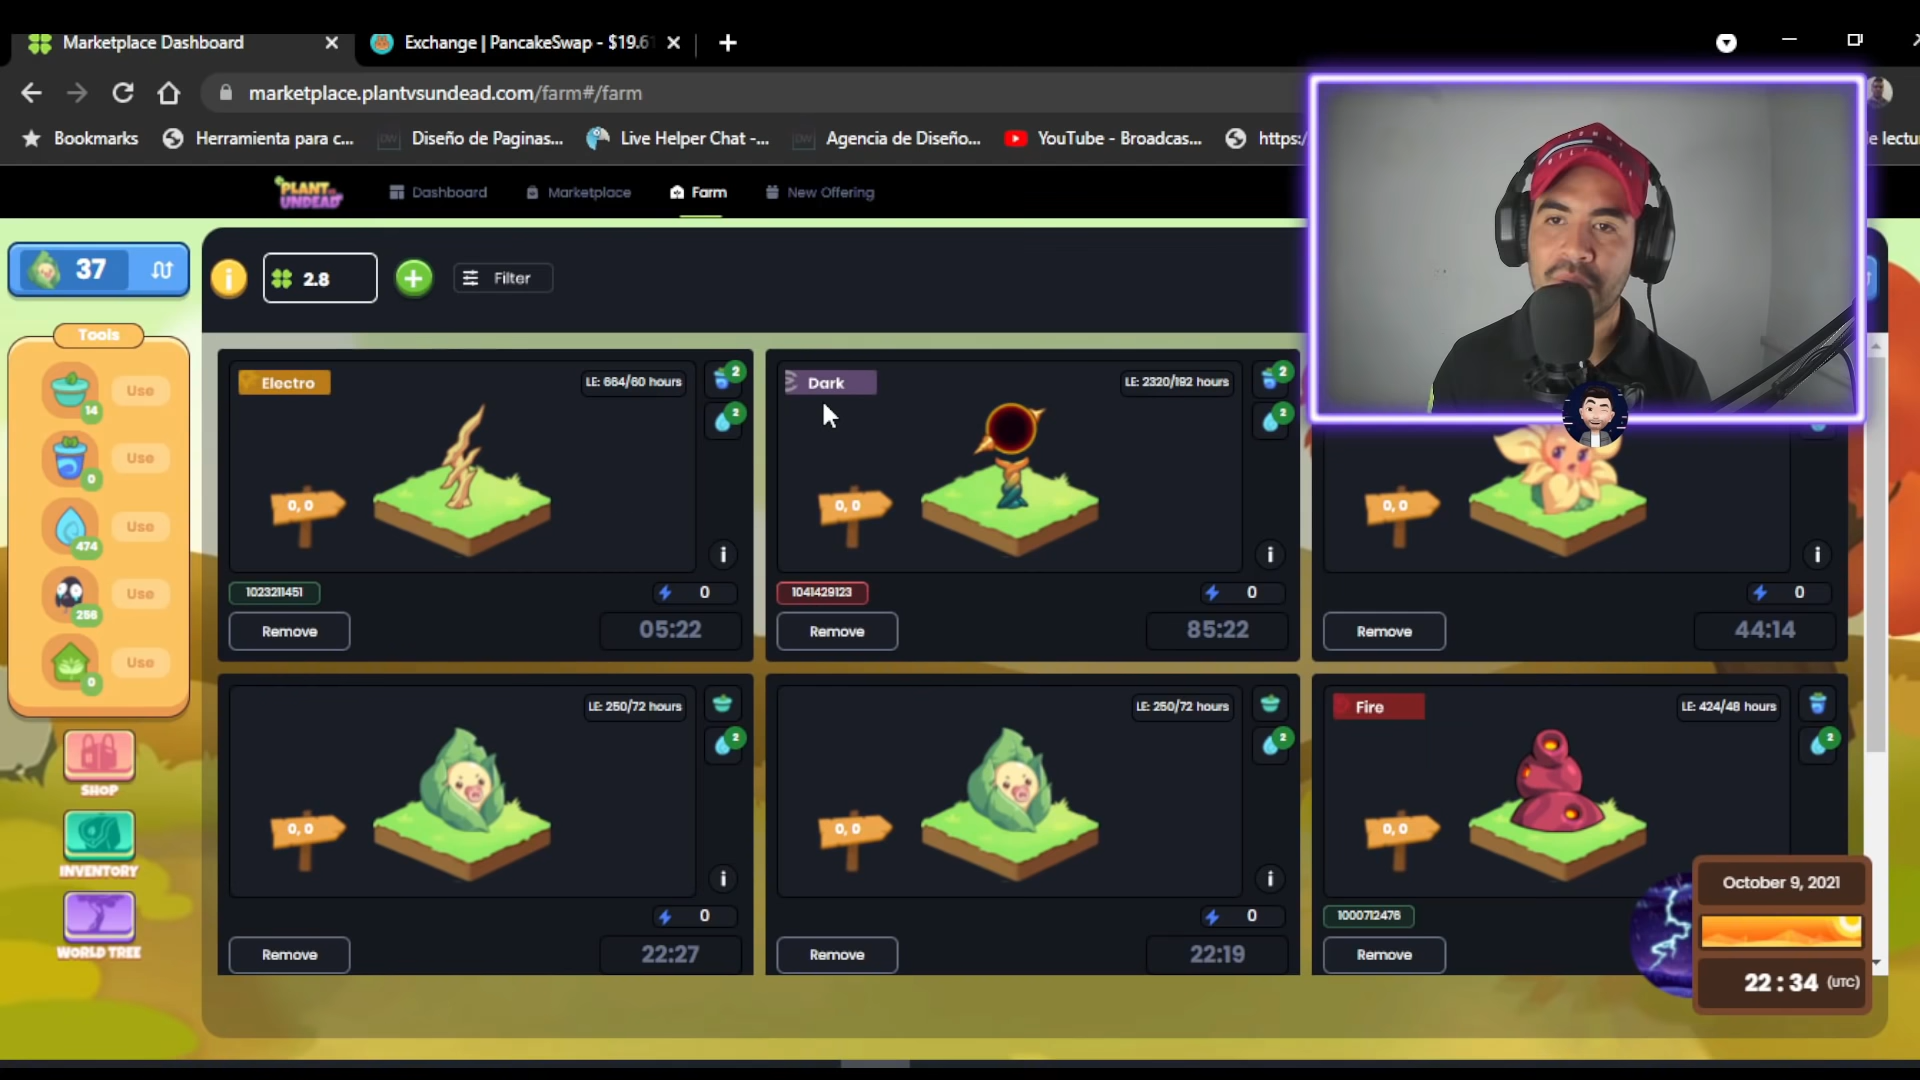 Marketplace Dashboard
Exchange | PancakeSwap - $19.61
marketplace.plantvsundead.com/farm#/farm
Bookmarks
Herramienta para c...
Diseño de Paginas...
Live Helper Chat -...
Agencia de Diseño...
YouTube - Broadcas...
https:/
e lectu
PLANT
UNDEAD
Dashboard
Marketplace
Farm
New Offering
37
2.8
Filter
Tools
14
Use
0
Use
474
Use
256
Use
0
Use
SHOP
INVENTORY
WORLD TREE
Electro
LE: 664/60 hours
2
2
0, 0
1023211451
0
Remove
05:22
Dark
LE: 2320/192 hours
2
2
0, 0
1041429123
0
Remove
85:22
0, 0
0
Remove
44:14
LE: 250/72 hours
2
0, 0
0
Remove
22:27
LE: 250/72 hours
2
0, 0
0
Remove
22:19
Fire
LE: 424/48 hours
2
0, 0
1000712476
Remove
October 9, 2021
22 : 34 (UTC)